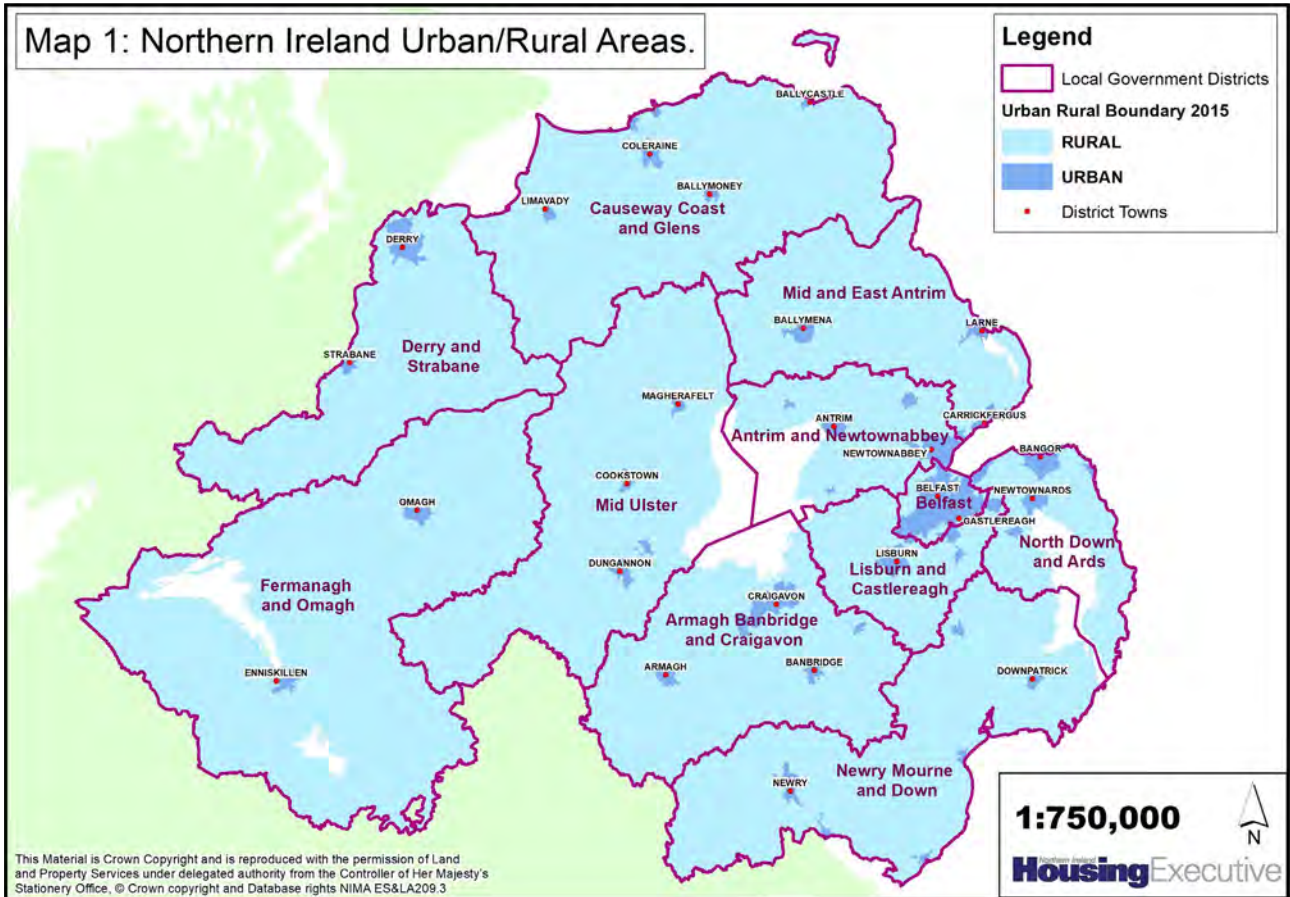 Map 1: Northern Ireland Urban/Rural Areas.
Legend
Local Government Districts
Urban Rural Boundary 2015
RURAL
URBAN
District Towns
BALLYCASTLE
COLERAINE
BALLYMONEY
LIMAVADY
Causeway Coast
and Glens
DERRY
Mid and East Antrim
BALLYMENA
LARNE
STRABANE
Derry and
Strabane
MAGHERAFELT
ANTRIM
CARRICKFERGUS
Antrim and Newtownabbey
NEWTOWNABBEY
BANGOR
COOKSTOWN
Mid Ulster
BELFAST
Belfast
NEWTOWNARDS
OMAGH
CASTLEREAGH
North Down
and Ards
LISBURN
Lisburn and
Castlereagh
DUNGANNON
Fermanagh
and Omagh
CRAIGAVON
Armagh Banbridge
and Craigavon
ARMAGH
BANBRIDGE
DOWNPATRICK
ENNISKILLEN
Newry Mourne
and Down
NEWRY
1:750,000
N
Northern Ireland
HousingExecutive
This Material is Crown Copyright and is reproduced with the permission of Land
and Property Services under delegated authority from the Controller of Her Majesty's
Stationery Office, © Crown copyright and Database rights NIMA ES&LA209.3